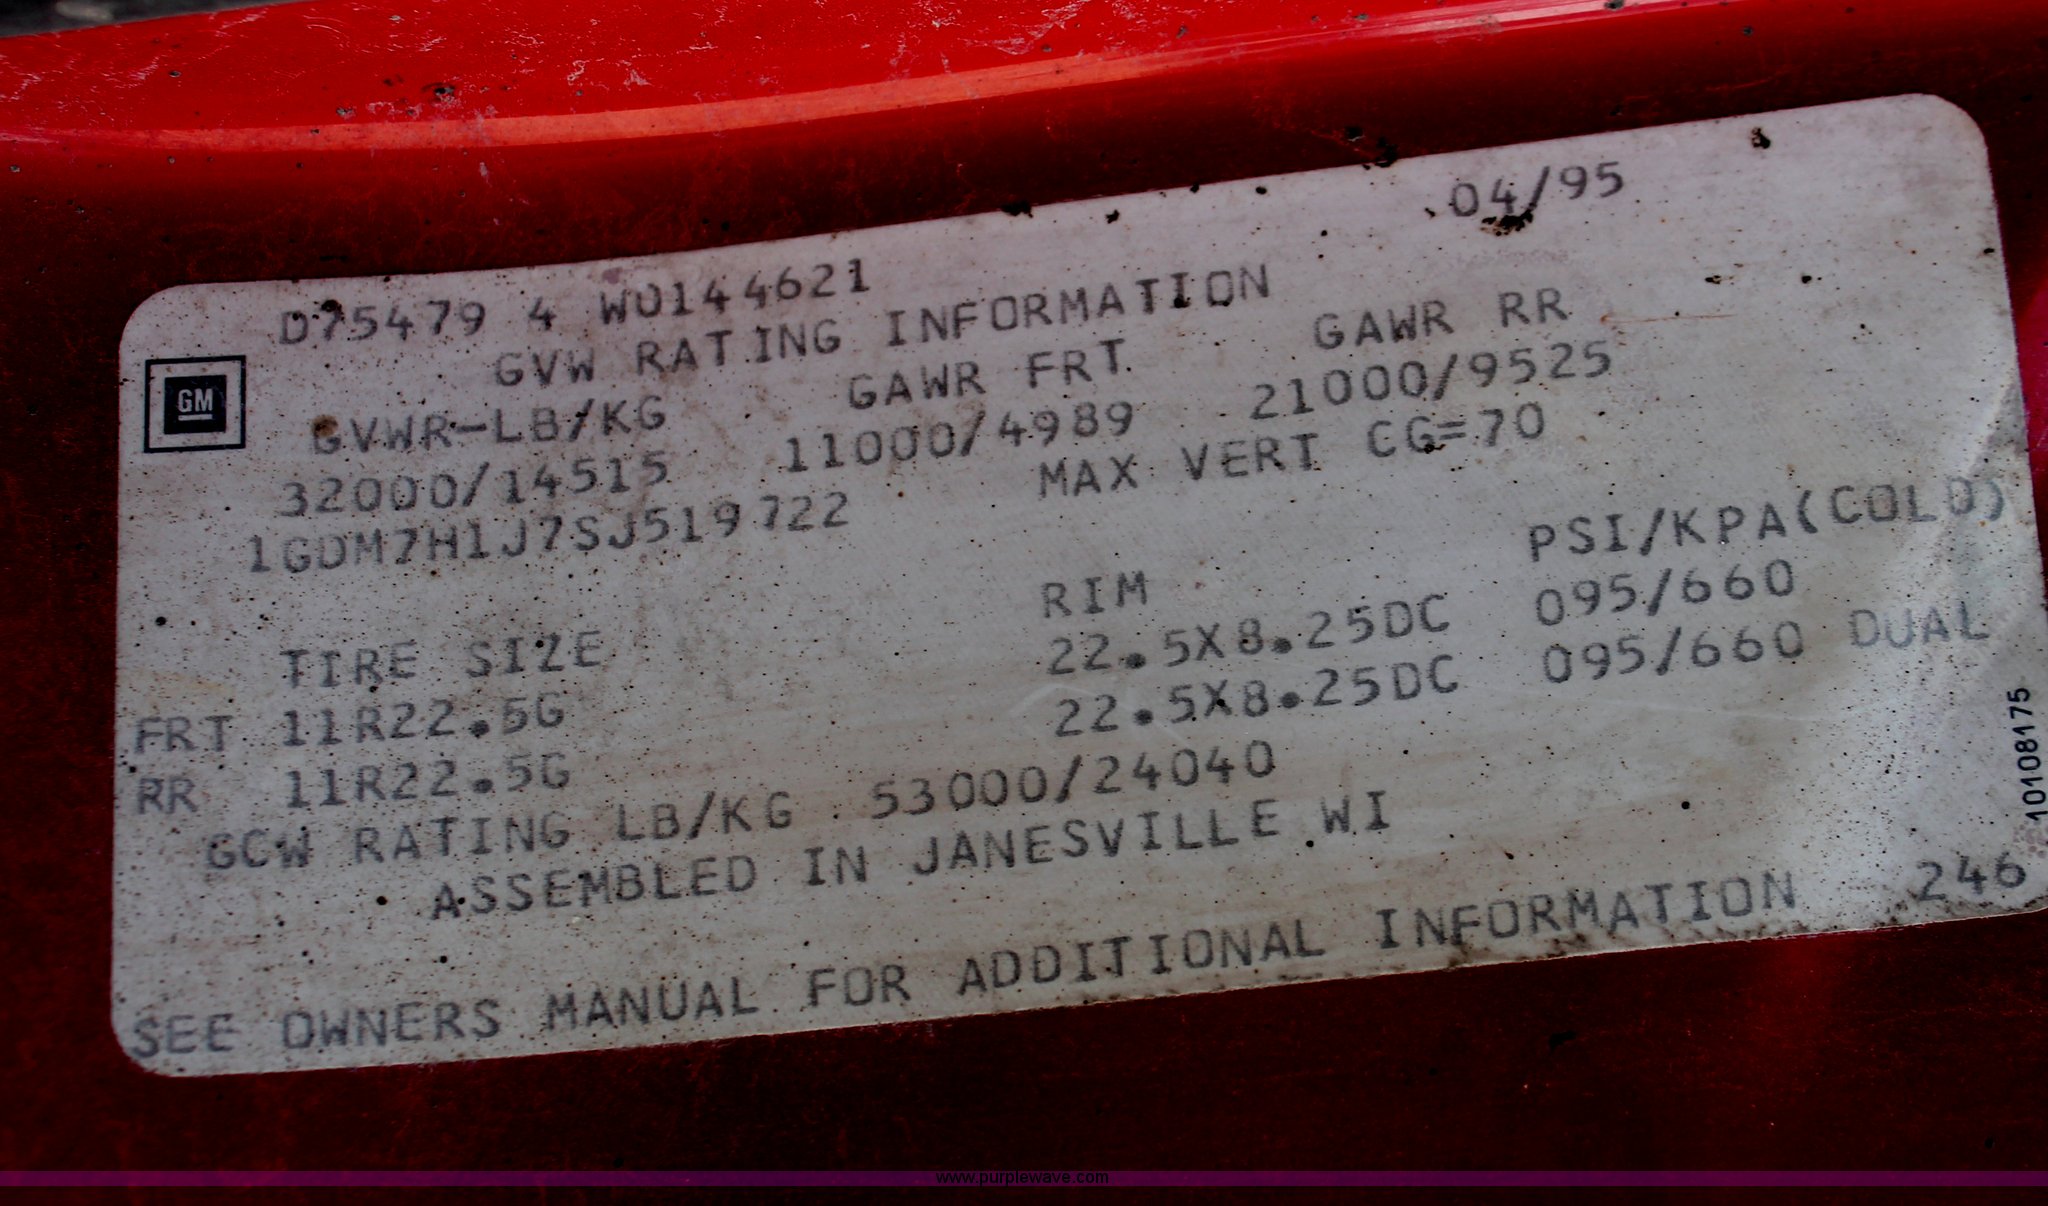 04/95
D75479 4 W0144621
GVW RATING INFORMATION
GM
GVWR-LB/KG GAWR FRT GAWR RR
32000/14515 11000/4989 21000/9525
1GDM7H1J7SJ519722 MAX VERT CG=70
TIRE SIZE RIM PSI/KPA(COLD)
FRT 11R22.5G 22.5X8.25DC 095/660
RR 11R22.5G 22.5X8.25DC 095/660 DUAL
GCW RATING LB/KG 53000/24040
ASSEMBLED IN JANESVILLE WI
10108175
SEE OWNERS MANUAL FOR ADDITIONAL INFORMATION 246
www.purplewave.com